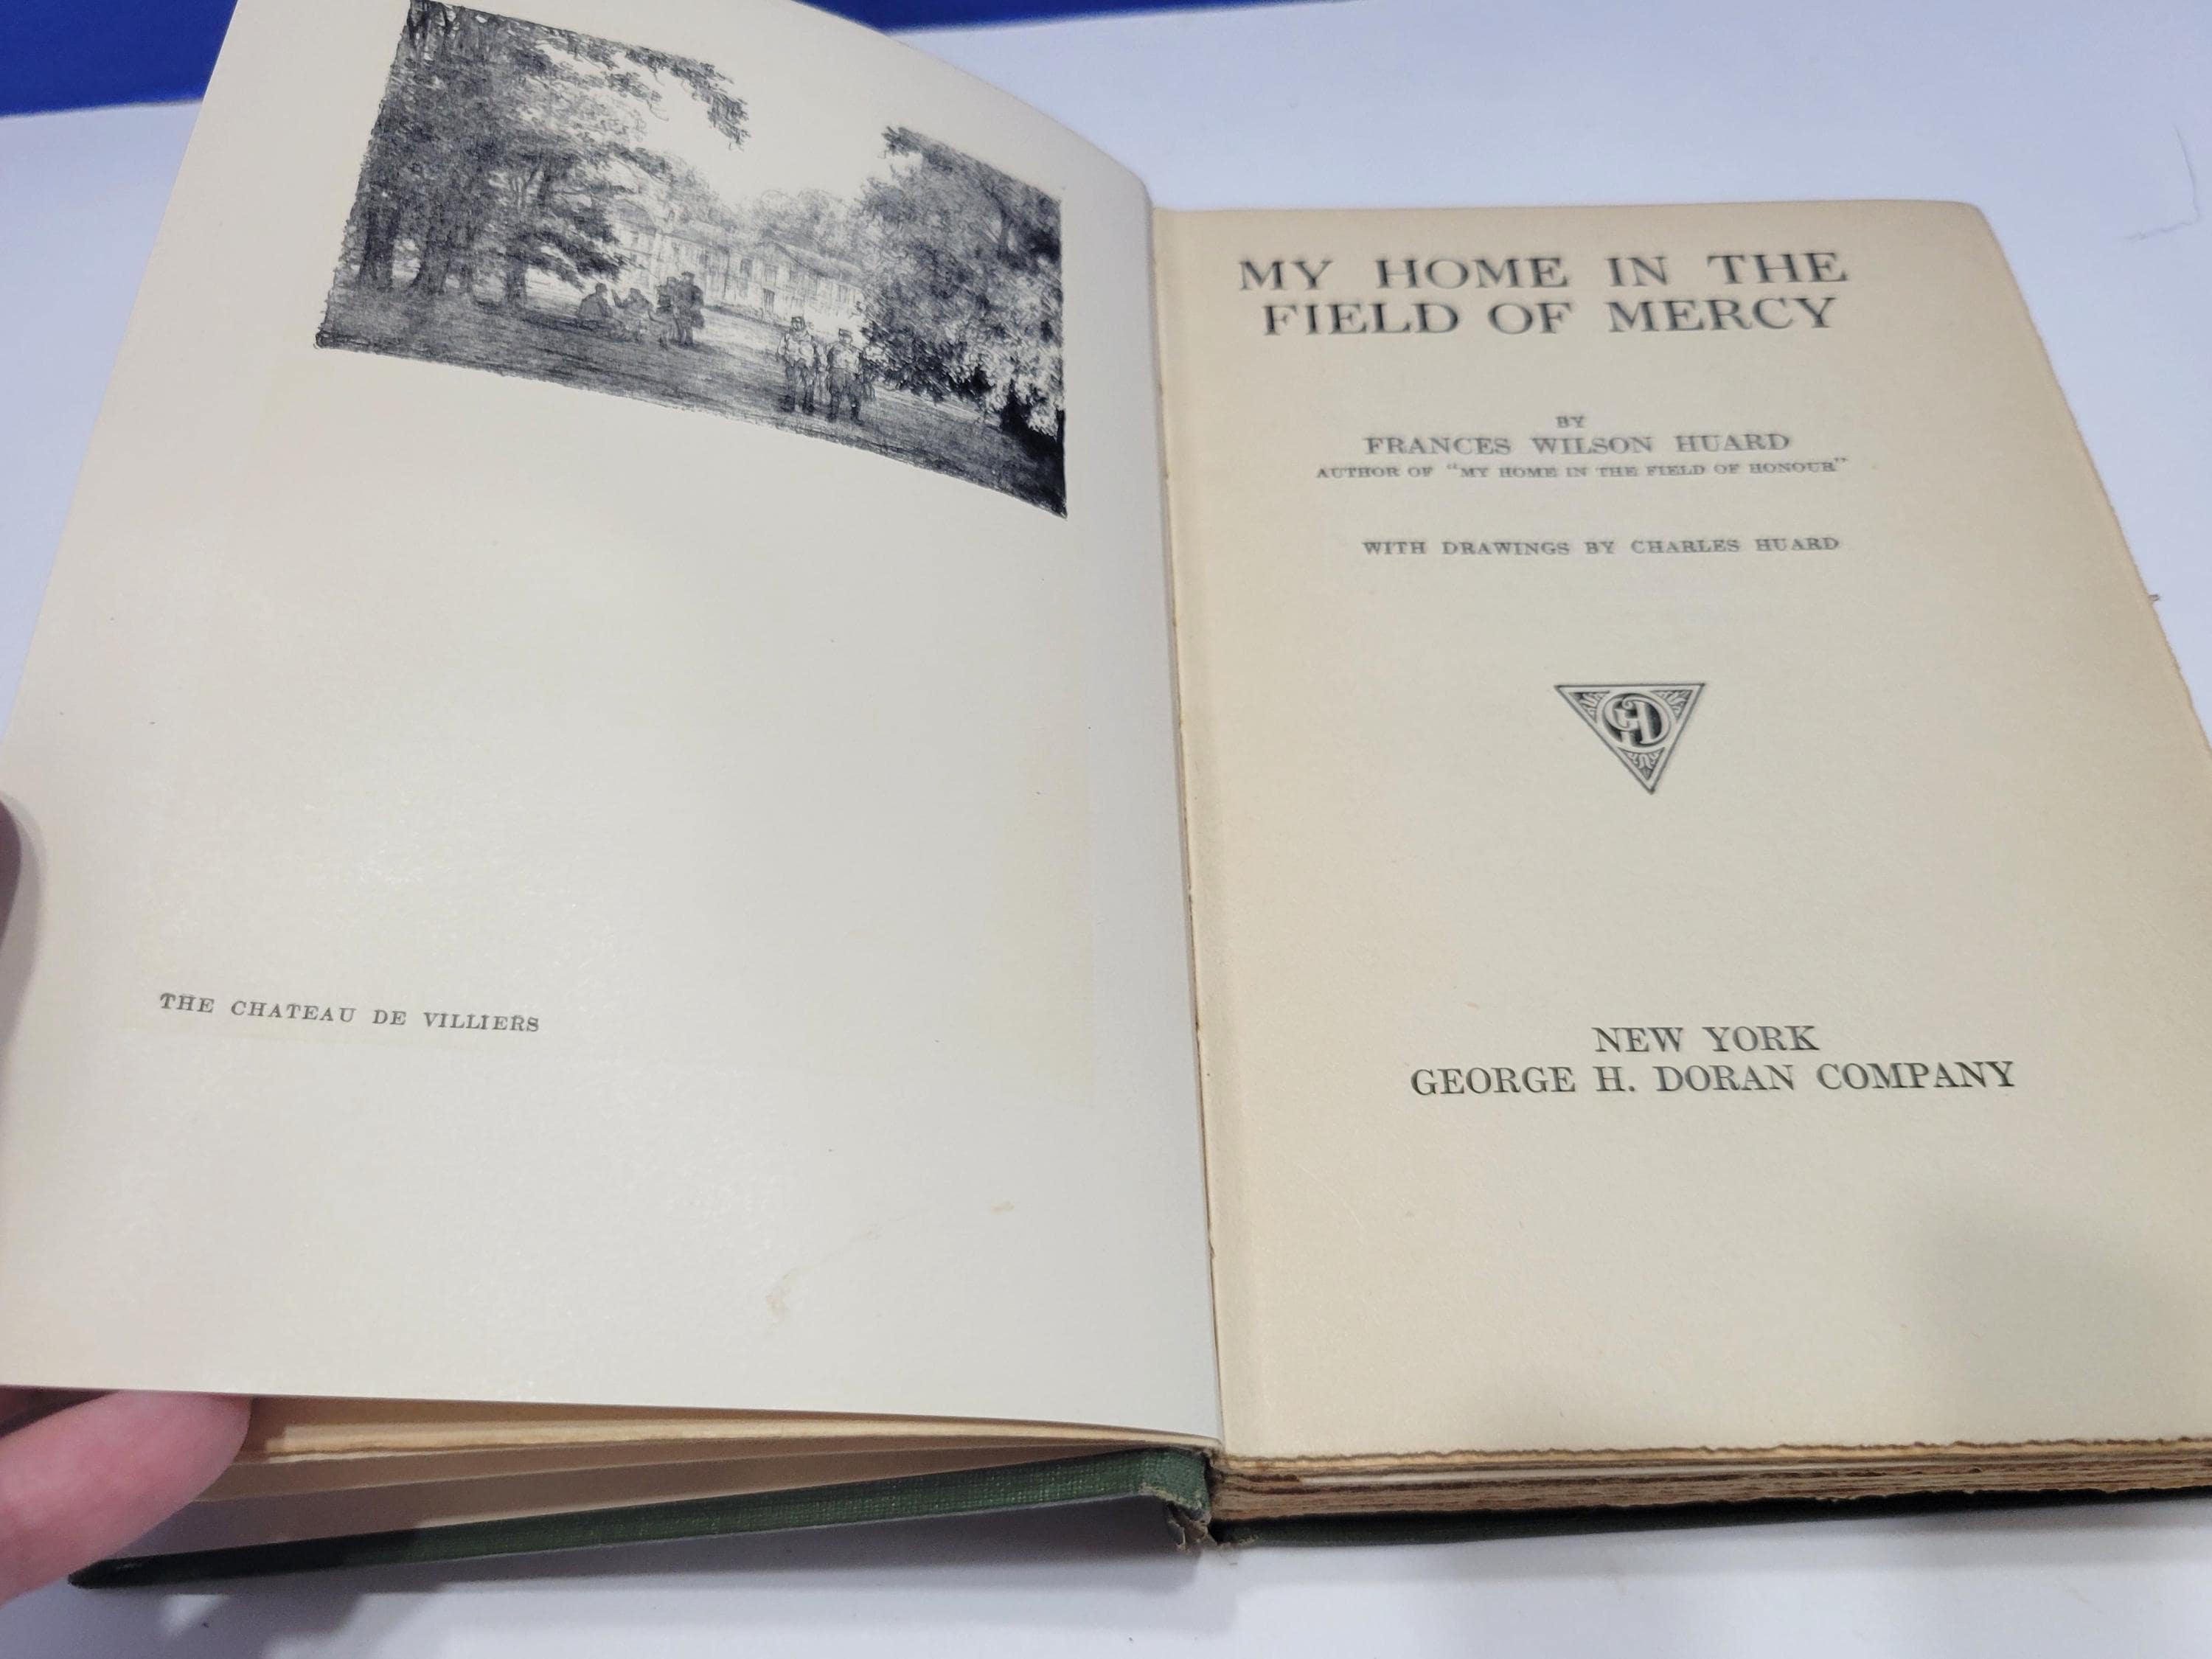 THE CHATEAU DE VILLIERS
MY HOME IN THE
FIELD OF MERCY
BY
FRANCES WILSON HUARD
AUTHOR OF "MY HOME IN THE FIELD OF HONOUR"
WITH DRAWINGS BY CHARLES HUARD
GHD
NEW YORK
GEORGE H. DORAN COMPANY